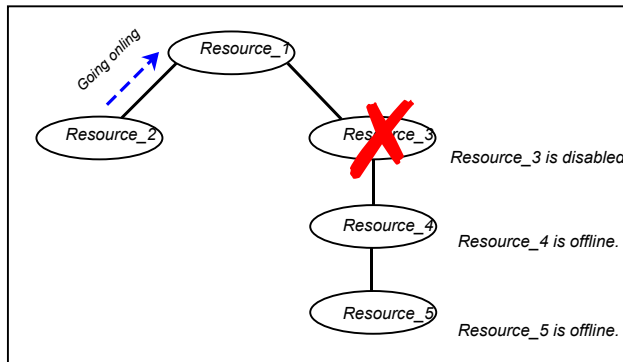 Resource_1
Going onling
Resource_2
Resource_3
Resource_3 is disabled
Resource_4
Resource_4 is offline.
Resource_5
Resource_5 is offline.